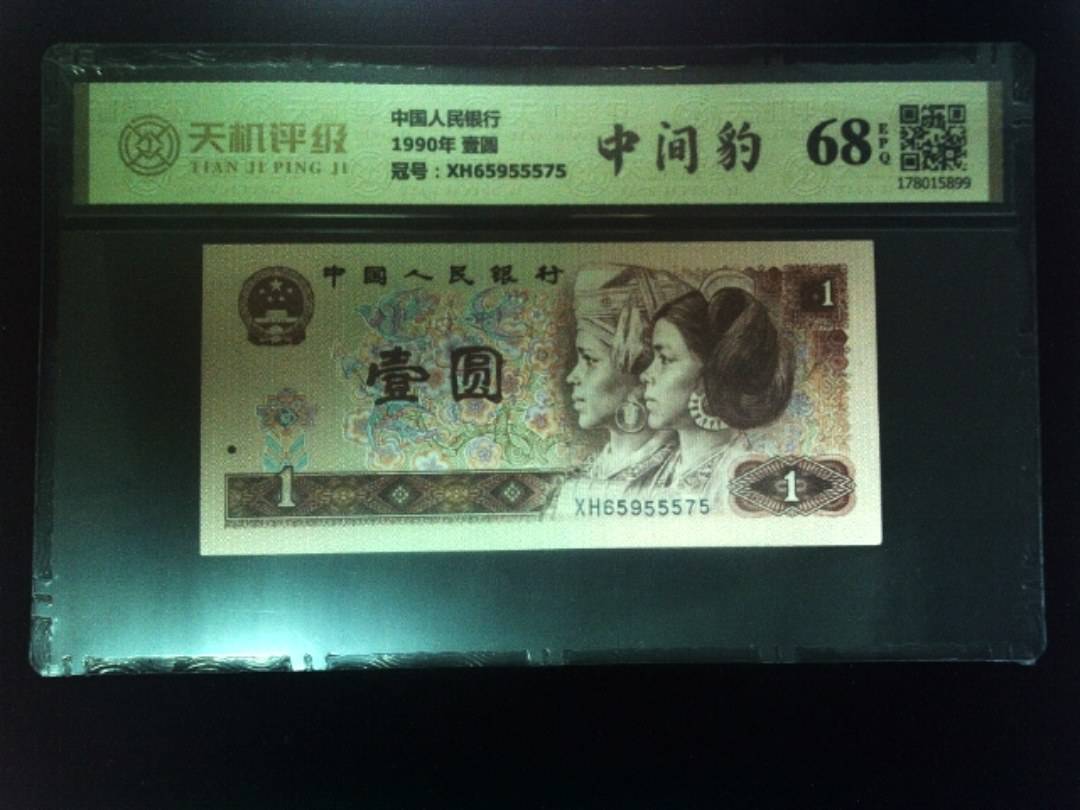 天机评级
TIAN JI PING JI
中国人民银行
1990年 壹圆
冠号：XH65955575
中间豹
68
EPQ
178015899
中国人民银行
1
壹圆
1
XH65955575
1